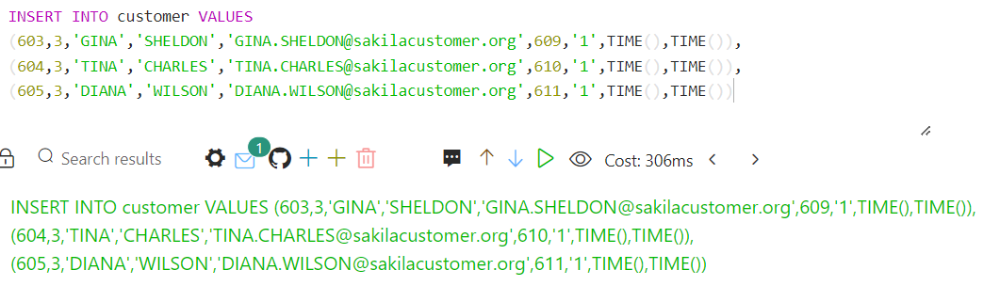 INSERT INTO customer VALUES
(603,3,'GINA','SHELDON','GINA.SHELDON@sakilacustomer.org',609,'1',TIME(),TIME()),
(604,3,'TINA','CHARLES','TINA.CHARLES@sakilacustomer.org',610,'1',TIME(),TIME()),
(605,3,'DIANA','WILSON','DIANA.WILSON@sakilacustomer.org',611,'1',TIME(),TIME())
Search results 1 Cost: 306ms
INSERT INTO customer VALUES (603,3,'GINA','SHELDON','GINA.SHELDON@sakilacustomer.org',609,'1',TIME(),TIME()),
(604,3,'TINA','CHARLES','TINA.CHARLES@sakilacustomer.org',610,'1',TIME(),TIME()),
(605,3,'DIANA','WILSON','DIANA.WILSON@sakilacustomer.org',611,'1',TIME(),TIME())